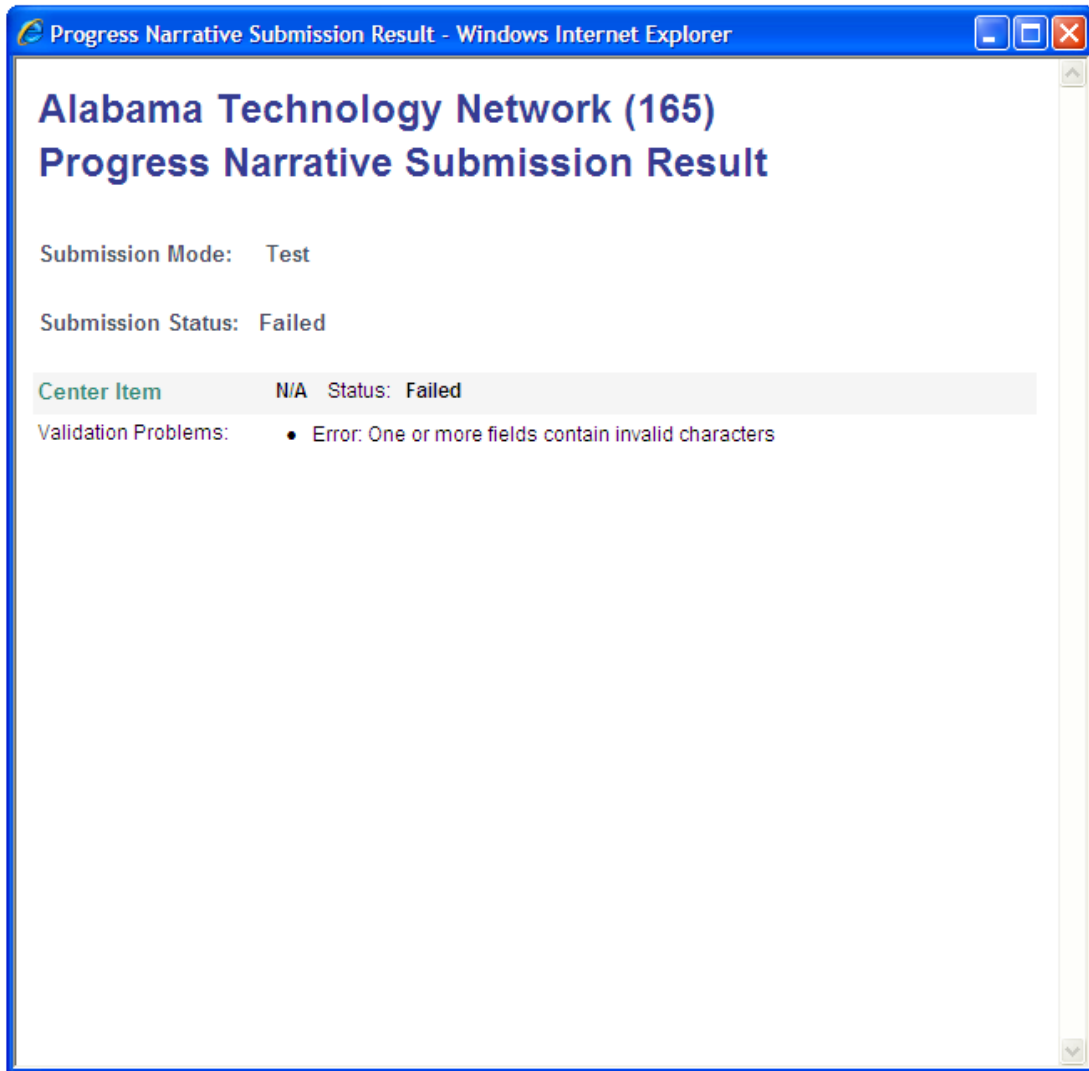 Progress Narrative Submission Result - Windows Internet Explorer
Alabama Technology Network (165)
Progress Narrative Submission Result
Submission Mode: Test
Submission Status: Failed
Center Item N/A Status: Failed
Validation Problems: • Error: One or more fields contain invalid characters